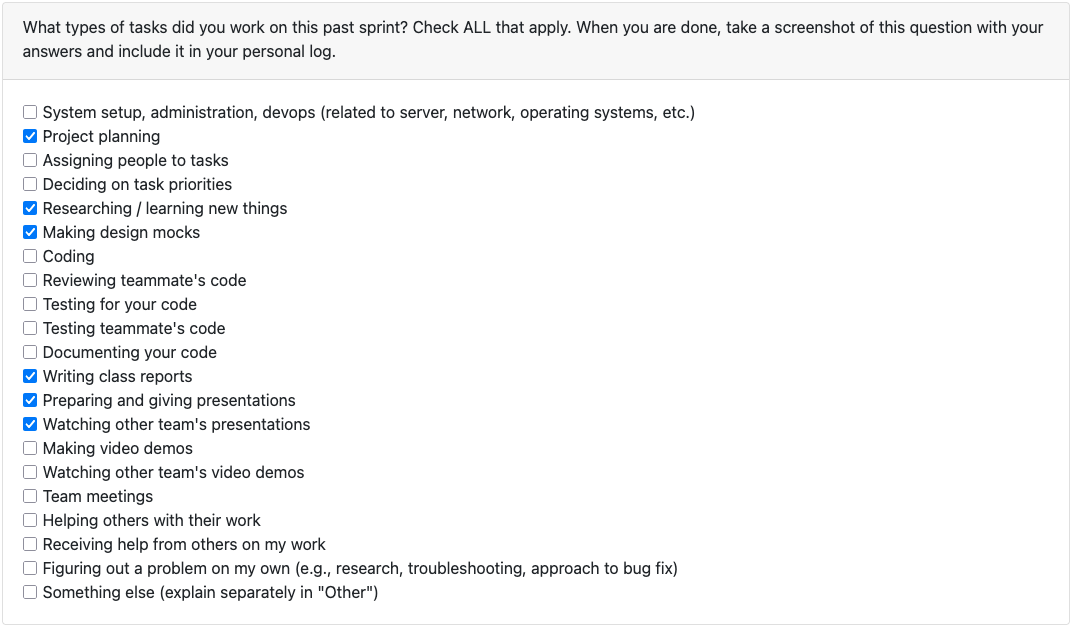 What types of tasks did you work on this past sprint? Check ALL that apply. When you are done, take a screenshot of this question with your
answers and include it in your personal log.
System setup, administration, devops (related to server, network, operating systems, etc.)
Project planning
Assigning people to tasks
Deciding on task priorities
Researching / learning new things
Making design mocks
Coding
Reviewing teammate's code
Testing for your code
Testing teammate's code
Documenting your code
Writing class reports
Preparing and giving presentations
Watching other team's presentations
Making video demos
Watching other team's video demos
Team meetings
Helping others with their work
Receiving help from others on my work
Figuring out a problem on my own (e.g., research, troubleshooting, approach to bug fix)
Something else (explain separately in "Other")